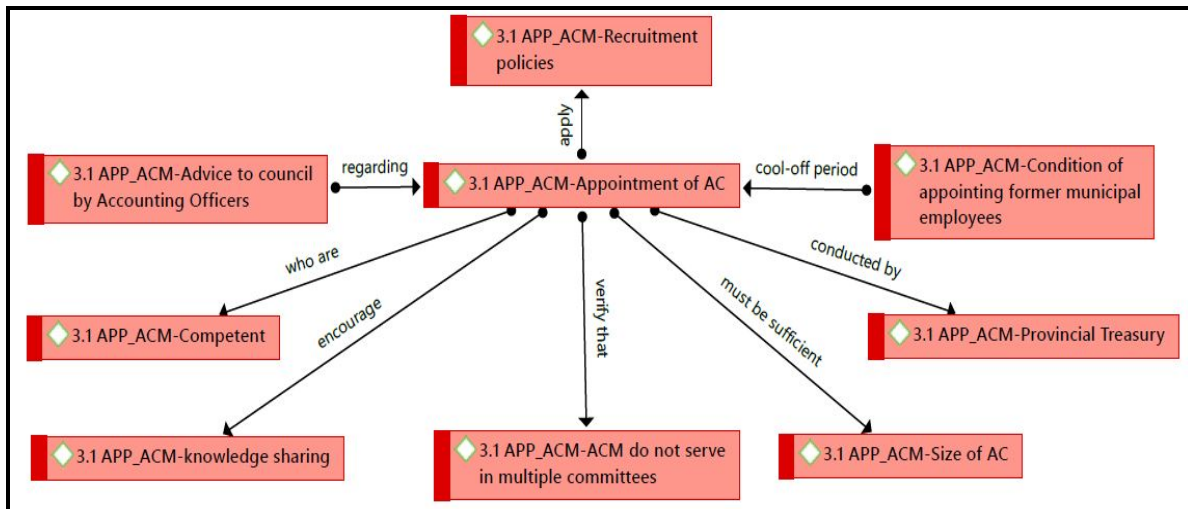 3.1 APP_ACM-Recruitment
policies
apply
3.1 APP_ACM-Advice to council
by Accounting Officers
regarding
3.1 APP_ACM-Appointment of AC
cool-off period
3.1 APP_ACM-Condition of
appointing former municipal
employees
who are
encourage
verify that
must be sufficient
conducted by
3.1 APP_ACM-Competent
3.1 APP_ACM-Provincial Treasury
3.1 APP_ACM-knowledge sharing
3.1 APP_ACM-ACM do not serve
in multiple committees
3.1 APP_ACM-Size of AC